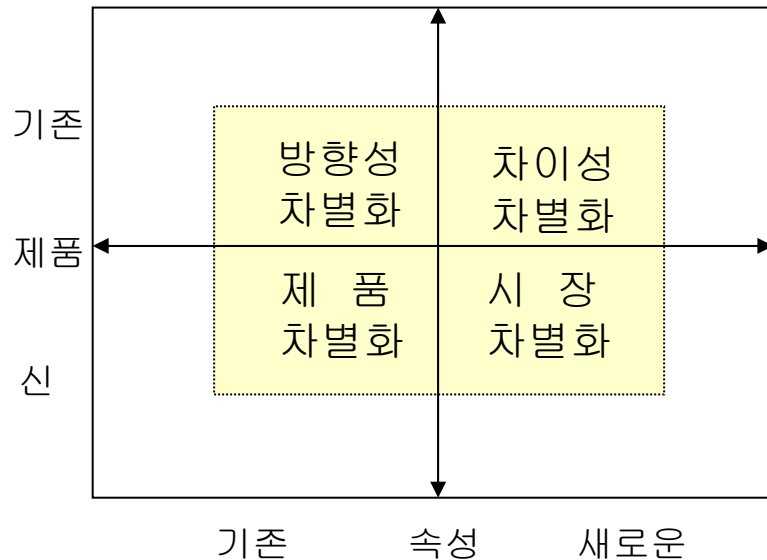 기존
방향성 차이성
차별화 차별화
제품
제 품 시 장
차별화 차별화
신
기존 속성 새로운